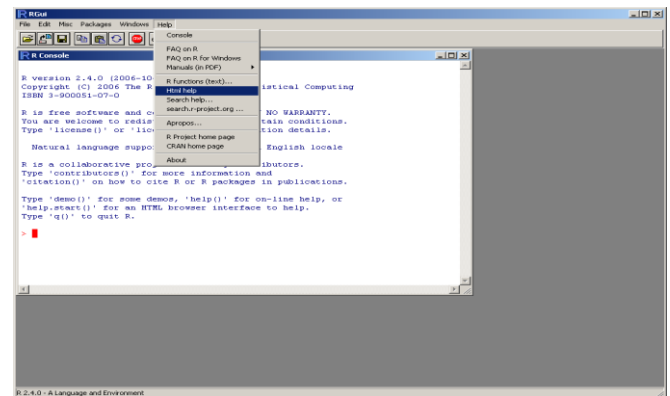 RGui
File Edit Misc Packages Windows Help
R Console
Console
FAQ on R
FAQ on R for Windows
Manuals (in PDF)
R functions (text)...
Html help
Search help...
search.r-project.org ...
Apropos...
R Project home page
CRAN home page
About
R version 2.4.0 (2006-10
Copyright (C) 2006 The R istical Computing
ISBN 3-900051-07-0
R is free software and c NO WARRANTY.
You are welcome to redis tain conditions.
Type 'license()' or 'lic tion details.
Natural language suppo English locale
R is a collaborative pro ibutors.
Type 'contributors()' for more information and
'citation()' on how to cite R or R packages in publications.
Type 'demo()' for some demos, 'help()' for on-line help, or
'help.start()' for an HTML browser interface to help.
Type 'q()' to quit R.
>
R 2.4.0 - A Language and Environment